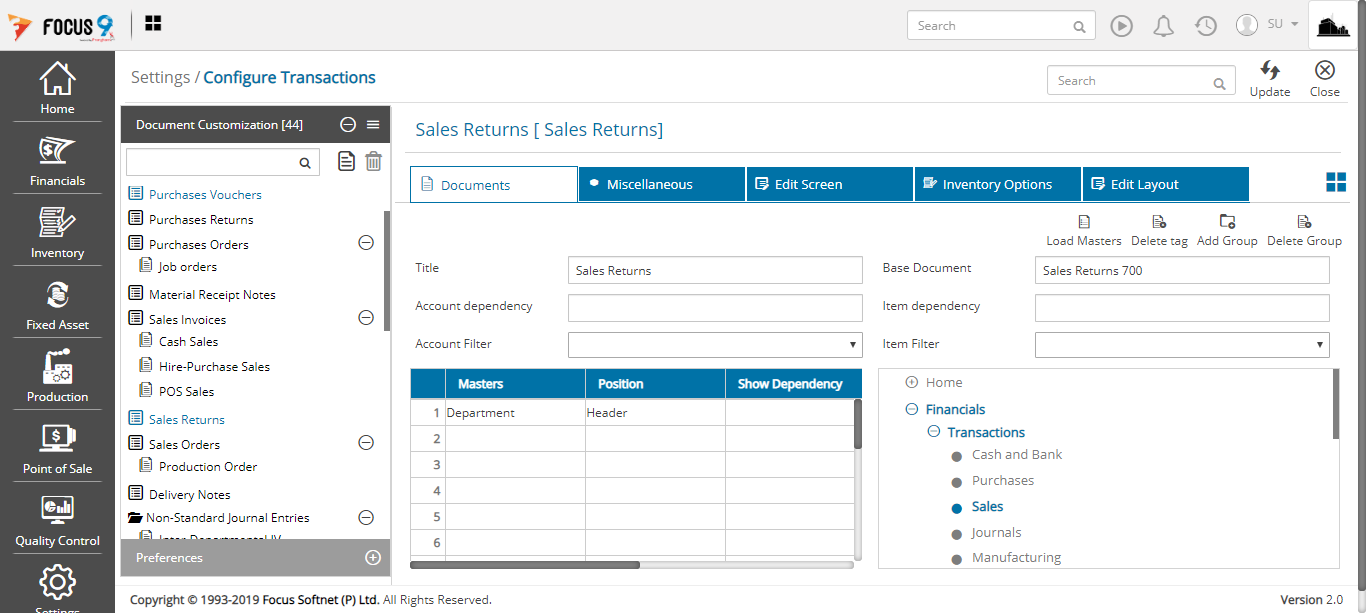 FOCUS 9
Search
SU
Home
Financials
Inventory
Fixed Asset
Production
Point of Sale
Quality Control
Settings
Settings / Configure Transactions
Search
Update
Close
Document Customization [44]
Purchases Vouchers
Purchases Returns
Purchases Orders
Job orders
Material Receipt Notes
Sales Invoices
Cash Sales
Hire-Purchase Sales
POS Sales
Sales Returns
Sales Orders
Production Order
Delivery Notes
Non-Standard Journal Entries
Preferences
Sales Returns [ Sales Returns]
Documents
Miscellaneous
Edit Screen
Inventory Options
Edit Layout
Load Masters
Delete tag
Add Group
Delete Group
Title
Sales Returns
Base Document
Sales Returns 700
Account dependency
Item dependency
Account Filter
Item Filter
Masters Position Show Dependency
1 Department Header
2
3
4
5
6
Home
Financials
Transactions
Cash and Bank
Purchases
Sales
Journals
Manufacturing
Copyright © 1993-2019 Focus Softnet (P) Ltd. All Rights Reserved.
Version 2.0